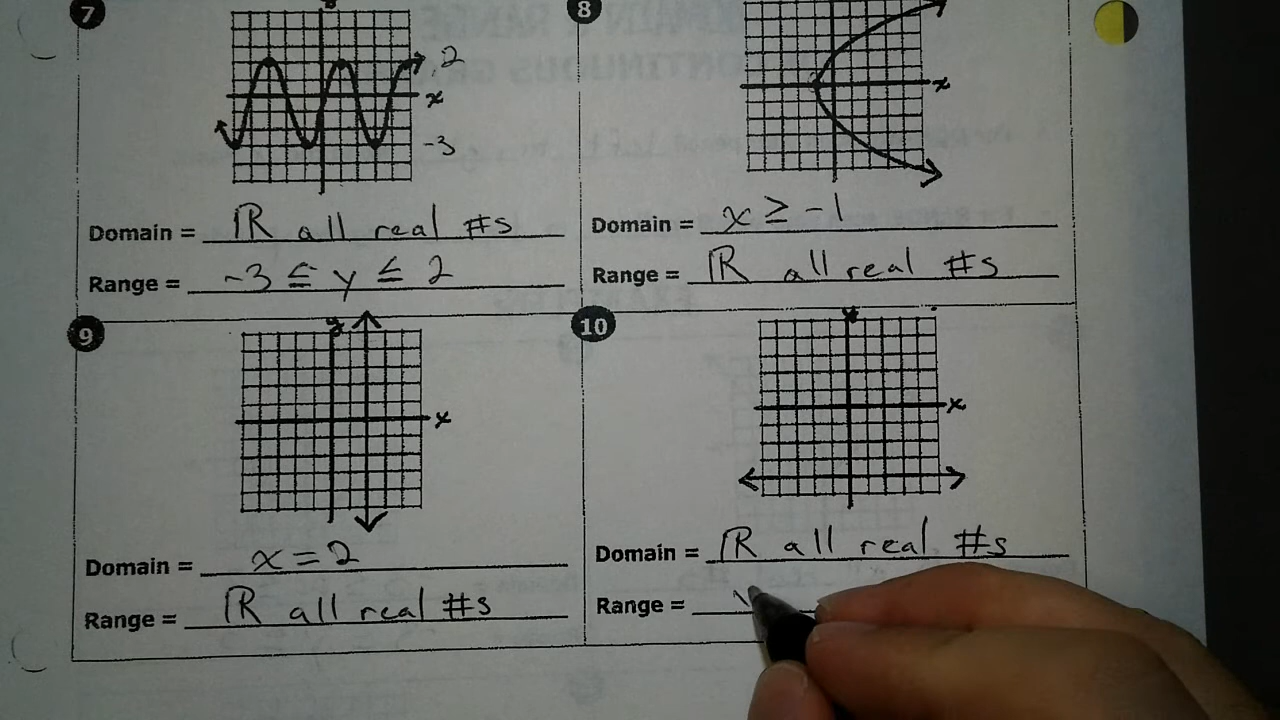 7
y
2
x
-3
Domain = ℝ all real #s
Range = -3 ≤ y ≤ 2
8
x
Domain = x ≥ -1
Range = ℝ all real #s
9
y
x
Domain = x = 2
Range = ℝ all real #s
10
y
x
Domain = ℝ all real #s
Range =